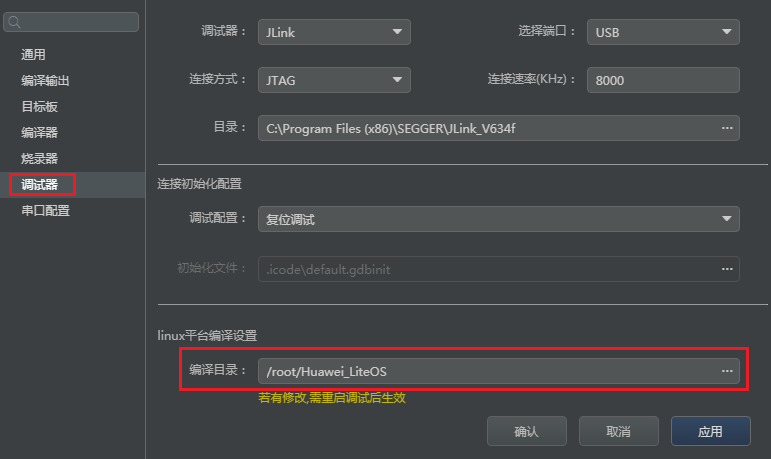 通用
编译输出
目标板
编译器
烧录器
调试器
串口配置
调试器： JLink 选择端口： USB
连接方式： JTAG 连接速率(KHz)： 8000
目录： C:\Program Files (x86)\SEGGER\JLink_V634f ···
连接初始化配置
调试配置： 复位调试
初始化文件： .icode\default.gdbinit ···
linux平台编译设置
编译目录： /root/Huawei_LiteOS ···
若有修改,需重启调试后生效
确认 取消 应用